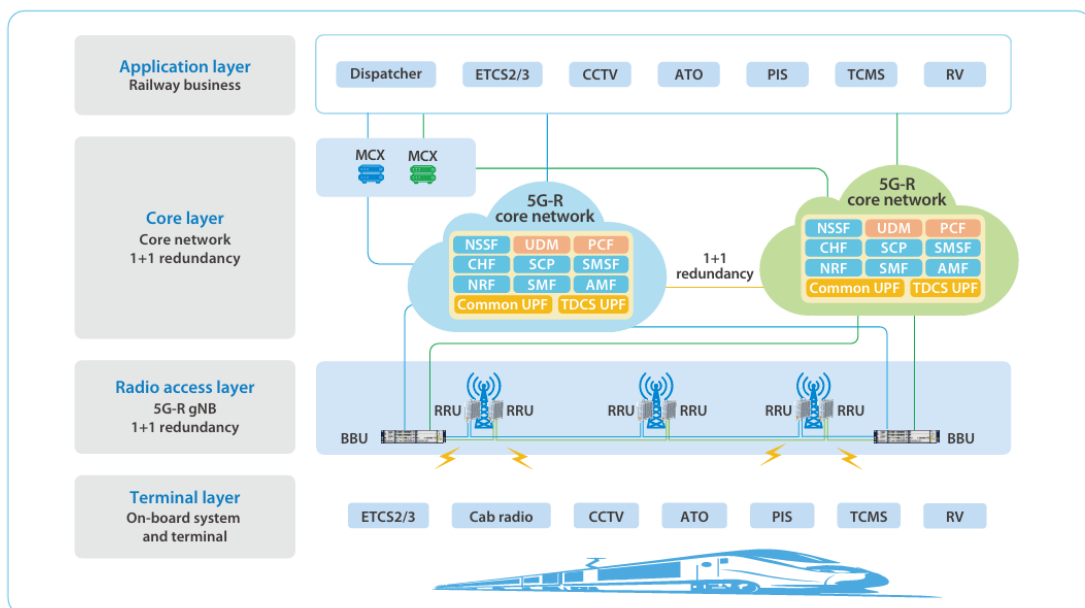 Application layer
Railway business
Dispatcher ETCS2/3 CCTV ATO PIS TCMS RV
Core layer
Core network
1+1 redundancy
MCX MCX
5G-R
core network
NSSF UDM PCF
CHF SCP SMSF
NRF SMF AMF
Common UPF TDCS UPF
1+1
redundancy
5G-R
core network
NSSF UDM PCF
CHF SCP SMSF
NRF SMF AMF
Common UPF TDCS UPF
Radio access layer
5G-R gNB
1+1 redundancy
RRU RRU RRU RRU RRU RRU
BBU BBU
Terminal layer
On-board system
and terminal
ETCS2/3 Cab radio CCTV ATO PIS TCMS RV